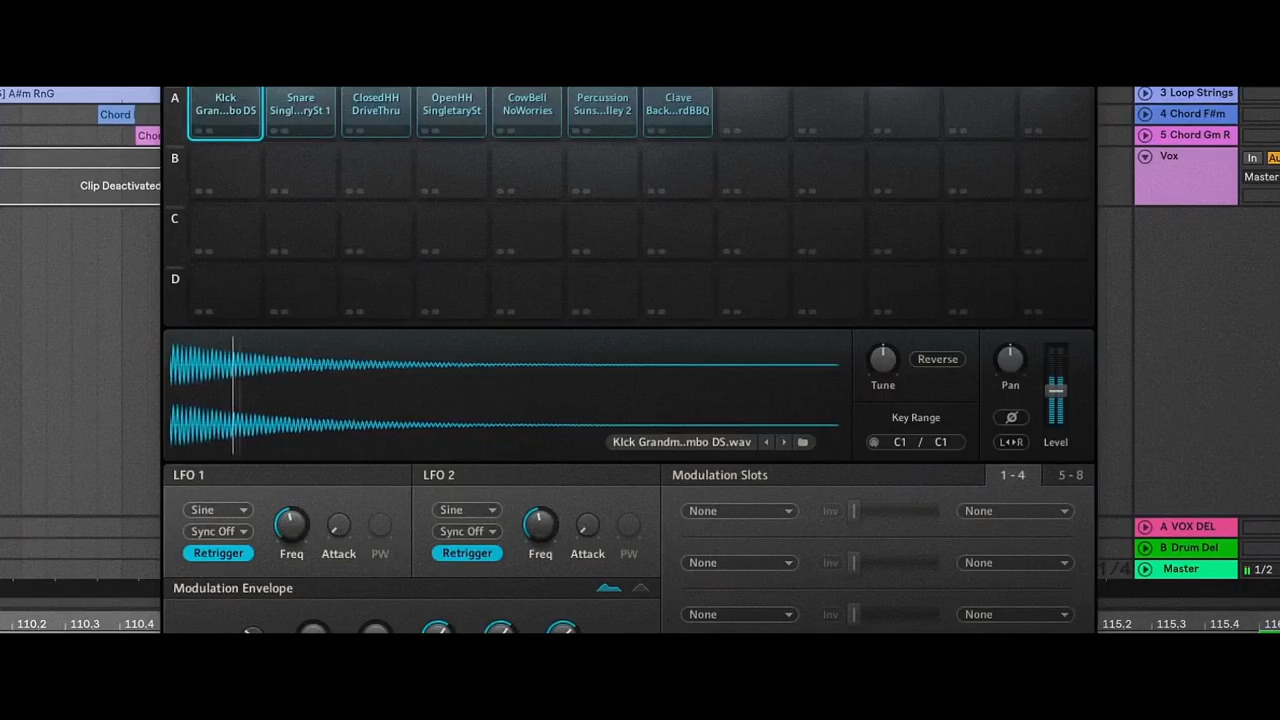 ] A#m RnG
A
KIck
Gran...bo DS
Snare
Singl...rySt 1
ClosedHH
DriveThru
OpenHH
SingletarySt
CowBell
NoWorries
Percussion
Suns...lley 2
Clave
Back...rdBBQ
3 Loop Strings
Chord
4 Chord F#m
Cho
5 Chord Gm R
B
Vox
In
Master
Clip Deactivated
C
D
Tune
Reverse
Pan
Key Range
KIck Grandm..mbo DS.wav
C1 / C1
L R
Level
LFO 1
LFO 2
Modulation Slots
1 - 4
5 - 8
Sine
Sync Off
Retrigger
Freq
Attack
PW
Sine
Sync Off
Retrigger
Freq
Attack
PW
None
Inv
None
None
Inv
None
None
Inv
None
A VOX DEL
B Drum Del
Master
1/4
1/2
Modulation Envelope
110.2
110.3
110.4
115.2
115.3
115.4